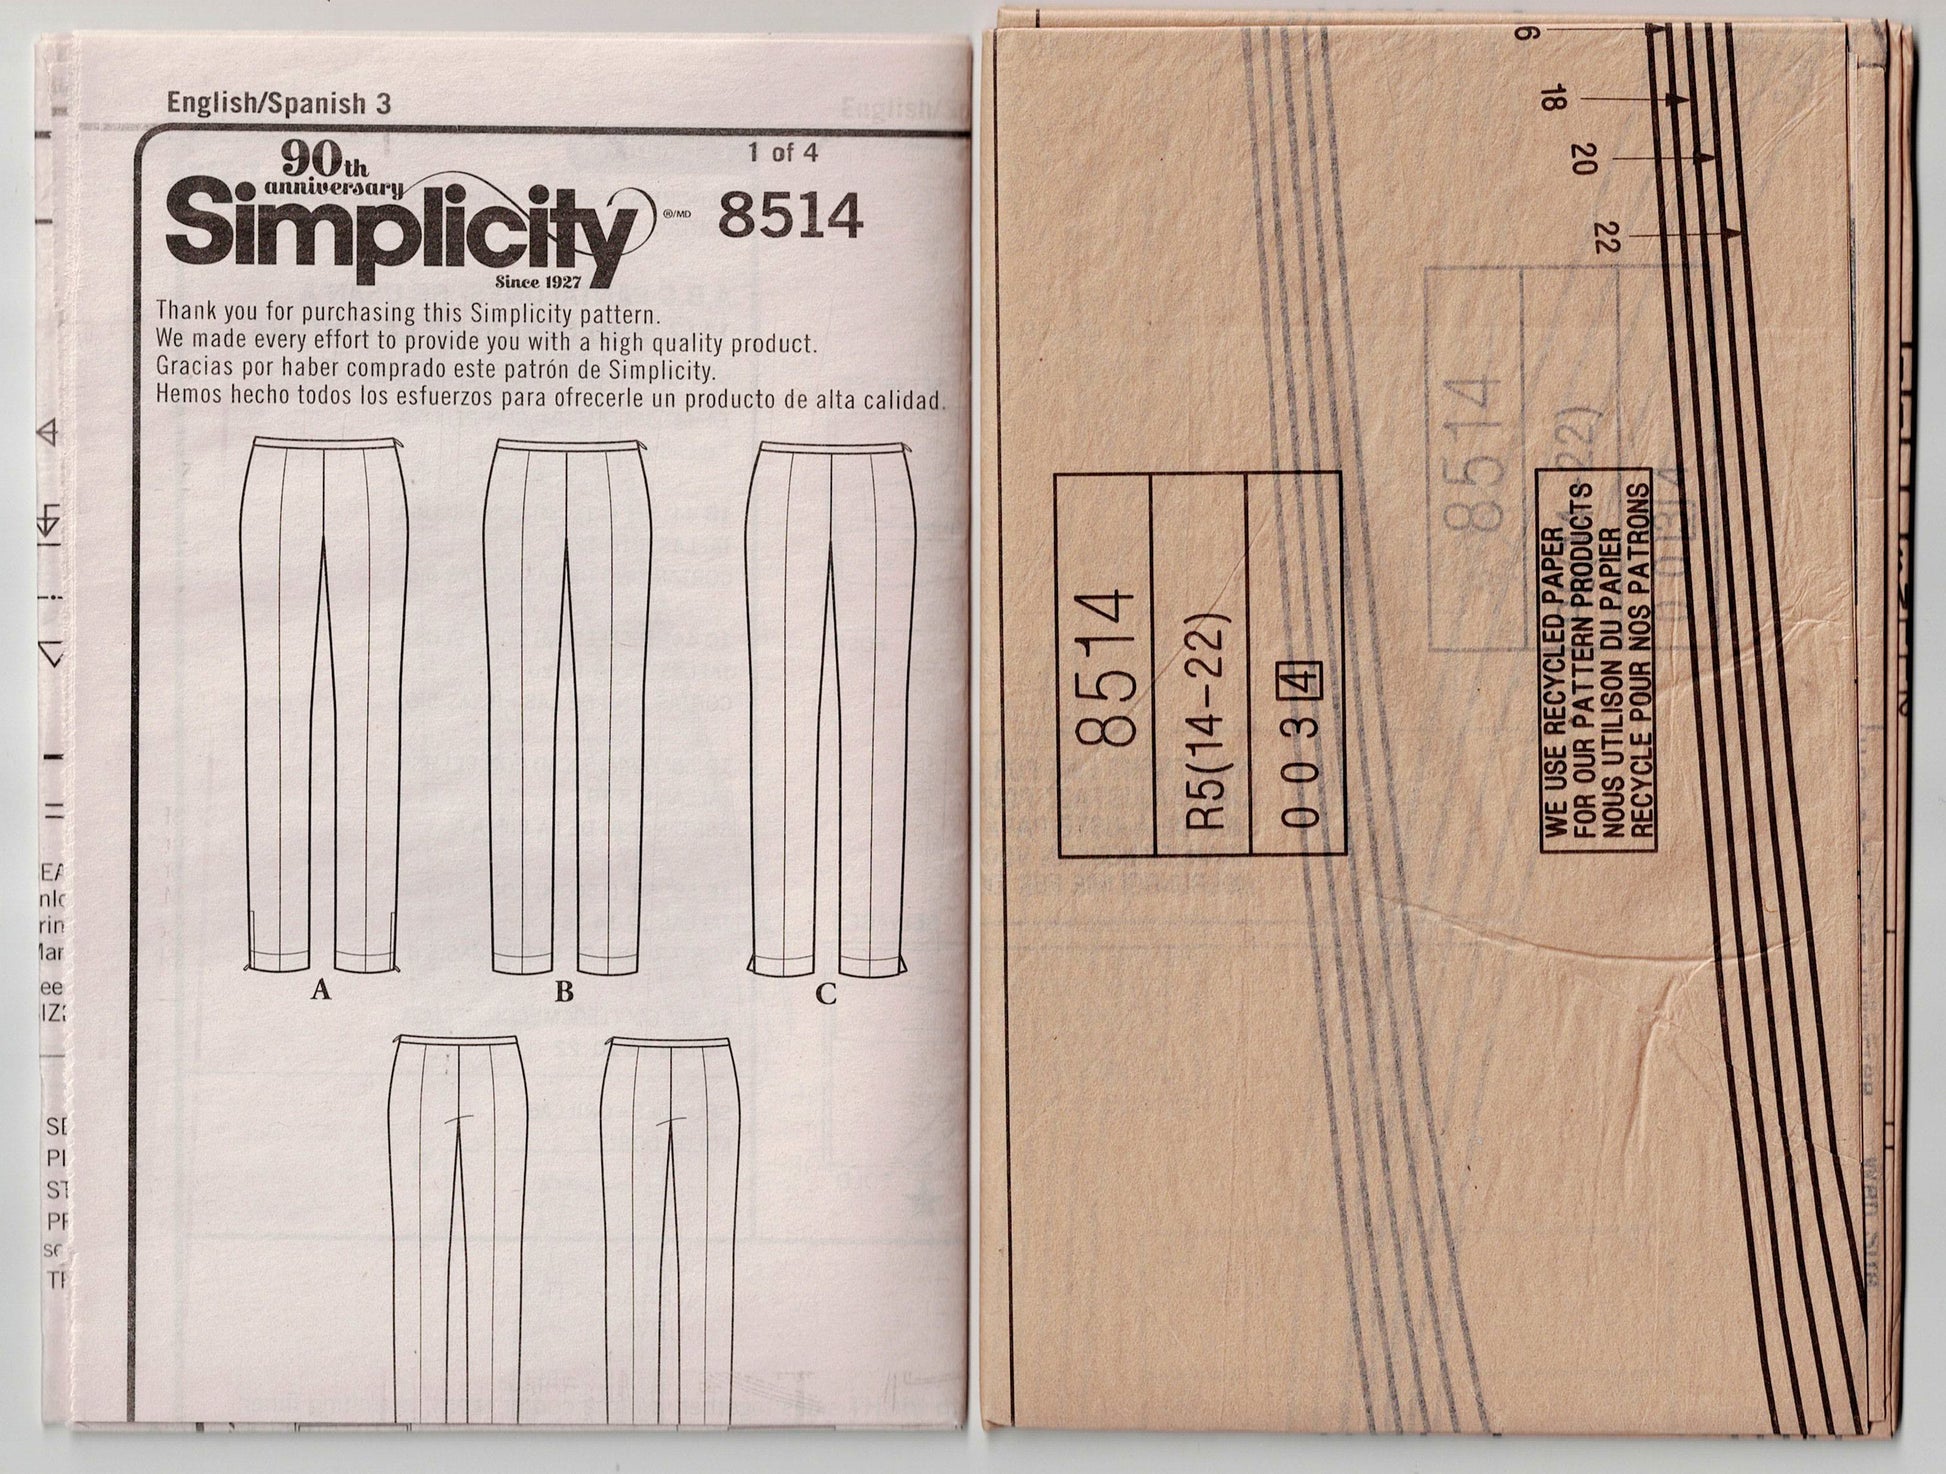 English/Spanish 3
1 of 4
90th
anniversary
Simplicity ®/MD 8514
Since 1927
Thank you for purchasing this Simplicity pattern.
We made every effort to provide you with a high quality product.
Gracias por haber comprado este patrón de Simplicity.
Hemos hecho todos los esfuerzos para ofrecerle un producto de alta calidad.
A B C
6
18
20
22
8514
R5(14-22)
0 0 3 4
WE USE RECYCLED PAPER
FOR OUR PATTERN PRODUCTS
NOUS UTILISON DU PAPIER
RECYCLE POUR NOS PATRONS
8514